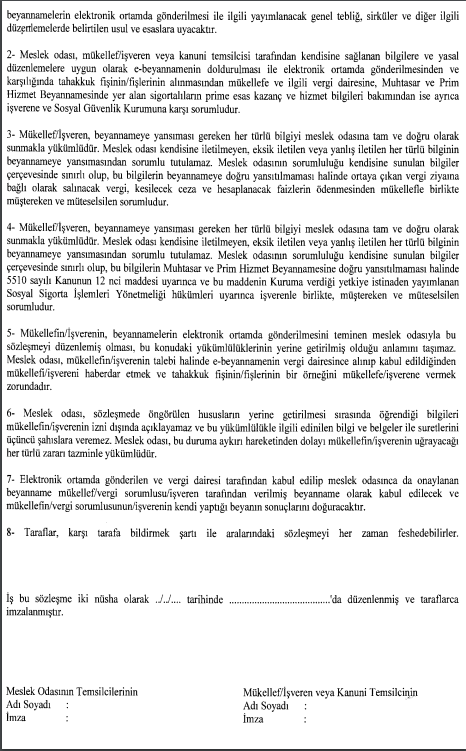 beyannamelerin elektronik ortamda gönderilmesi ile ilgili yayımlanacak genel tebliğ, sirküler ve diğer ilgili
düzenlemelerde belirtilen usul ve esaslara uyacaktır.
2- Meslek odası, mükellef/işveren veya kanuni temsilcisi tarafından kendisine sağlanan bilgilere ve yasal
düzenlemelere uygun olarak e-beyannamenin doldurulması ile elektronik ortamda gönderilmesinden ve
karşılığında tahakkuk fişinin/fişlerinin alınmasından mükellefe ve ilgili vergi dairesine, Muhtasar ve Prim
Hizmet Beyannamesinde yer alan sigortalıların prime esas kazanç ve hizmet bilgileri bakımından ise ayrıca
işverene ve Sosyal Güvenlik Kurumuna karşı sorumludur.
3- Mükellef/İşveren, beyannameye yansıması gereken her türlü bilgiyi meslek odasına tam ve doğru olarak
sunmakla yükümlüdür. Meslek odası kendisine iletilmeyen, eksik iletilen veya yanlış iletilen her türlü bilginin
beyannameye yansımasından sorumlu tutulamaz. Meslek odasının sorumluluğu kendisine sunulan bilgiler
çerçevesinde sınırlı olup, bu bilgilerin beyannameye doğru yansıtılmaması halinde ortaya çıkan vergi ziyaına
bağlı olarak salınacak vergi, kesilecek ceza ve hesaplanacak faizlerin ödenmesinden mükellefle birlikte
müştereken ve müteselsilen sorumludur.
4- Mükellef/İşveren, beyannameye yansıması gereken her türlü bilgiyi meslek odasına tam ve doğru olarak
sunmakla yükümlüdür. Meslek odası kendisine iletilmeyen, eksik iletilen veya yanlış iletilen her türlü bilginin
beyannameye yansımasından sorumlu tutulamaz. Meslek odasının sorumluluğu kendisine sunulan bilgiler
çerçevesinde sınırlı olup, bu bilgilerin Muhtasar ve Prim Hizmet Beyannamesine doğru yansıtılmaması halinde
5510 sayılı Kanunun 12 nci maddesi uyarınca ve bu maddenin Kuruma verdiği yetkiye istinaden yayımlanan
Sosyal Sigorta İşlemleri Yönetmeliği hükümleri uyarınca işverenle birlikte, müştereken ve müteselsilen
sorumludur.
5- Mükellefin/İşverenin, beyannamelerin elektronik ortamda gönderilmesini teminen meslek odasıyla bu
sözleşmeyi düzenlemiş olması, bu konudaki yükümlülüklerinin yerine getirilmiş olduğu anlamını taşımaz.
Meslek odası, mükellefin/işverenin talebi halinde e-beyannamenin vergi dairesince alınıp kabul edildiğinden
mükellefi/işvereni haberdar etmek ve tahakkuk fişinin/fişlerinin bir örneğini mükellefe/işverene vermek
zorundadır.
6- Meslek odası, sözleşmede öngörülen hususların yerine getirilmesi sırasında öğrendiği bilgileri
mükellefin/işverenin izni dışında açıklayamaz ve bu yükümlülükle ilgili edinilen bilgi ve belgeler ile suretlerini
üçüncü şahıslara veremez. Meslek odası, bu duruma aykırı hareketinden dolayı mükellefin/işverenin uğrayacağı
her türlü zararı tazminle yükümlüdür.
7- Elektronik ortamda gönderilen ve vergi dairesi tarafından kabul edilip meslek odasınca da onaylanan
beyanname mükellef/vergi sorumlusu/işveren tarafından verilmiş beyanname olarak kabul edilecek ve
mükellefin/vergi sorumlusunun/işverenin kendi yaptığı beyanın sonuçlarını doğuracaktır.
8- Taraflar, karşı tarafa bildirmek şartı ile aralarındaki sözleşmeyi her zaman feshedebilirler.
İş bu sözleşme iki nüsha olarak ../../.... tarihinde ........................................'da düzenlenmiş ve taraflarca
imzalanmıştır.
Meslek Odasının Temsilcilerinin Mükellef/İşveren veya Kanuni Temsilcinin
Adı Soyadı : Adı Soyadı :
İmza : İmza :